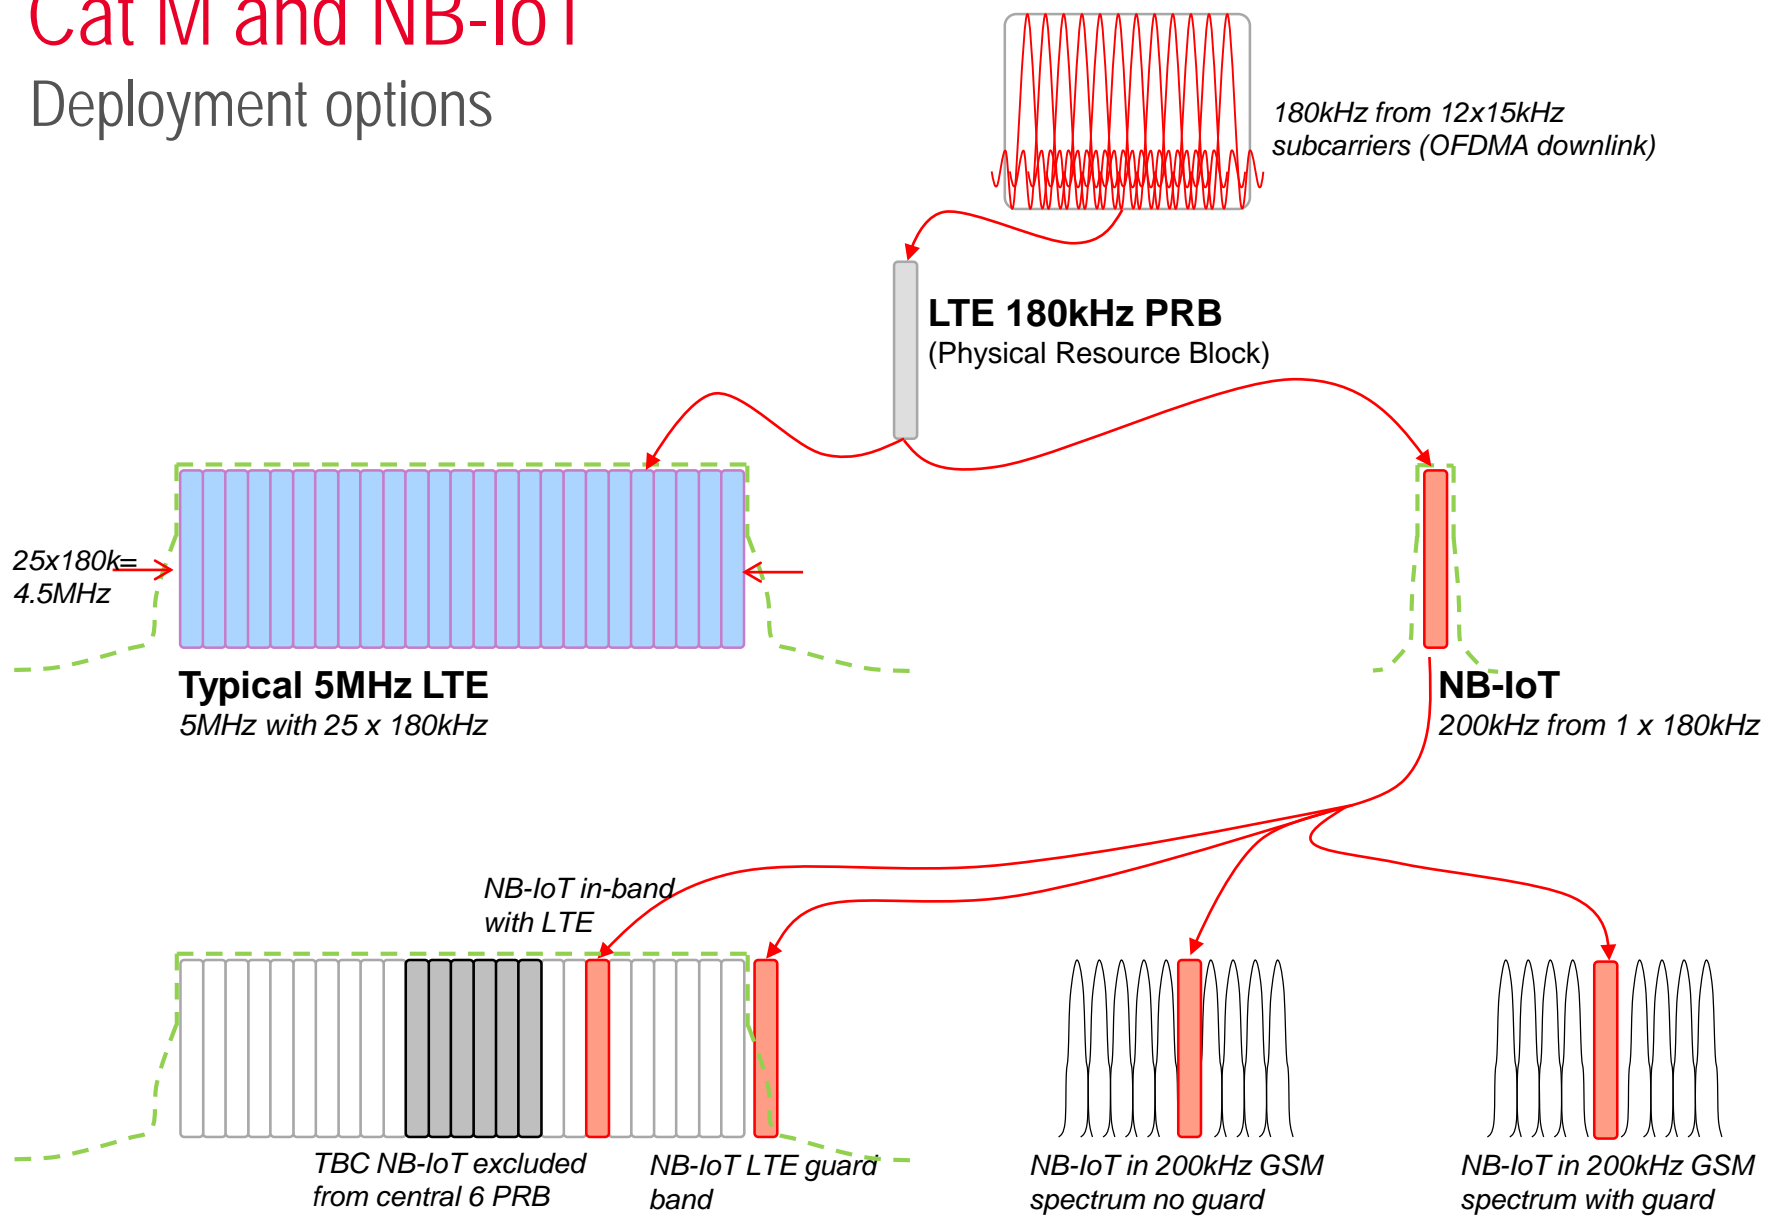 Cat M and NB-IoT
Deployment options
180kHz from 12x15kHz
subcarriers (OFDMA downlink)
LTE 180kHz PRB
(Physical Resource Block)
25x180k=
4.5MHz
Typical 5MHz LTE
5MHz with 25 x 180kHz
NB-IoT
200kHz from 1 x 180kHz
NB-IoT in-band
with LTE
TBC NB-IoT excluded
from central 6 PRB
NB-IoT LTE guard
band
NB-IoT in 200kHz GSM
spectrum no guard
NB-IoT in 200kHz GSM
spectrum with guard